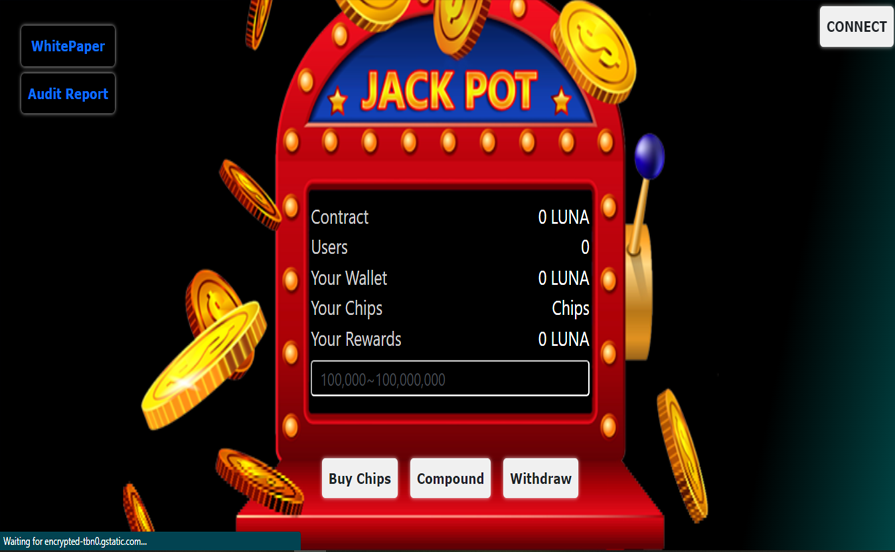 WhitePaper
Audit Report
CONNECT
JACK POT
Contract 0 LUNA
Users 0
Your Wallet 0 LUNA
Your Chips Chips
Your Rewards 0 LUNA
100,000~100,000,000
Buy Chips Compound Withdraw
Waiting for encrypted-tbn0.gstatic.com...